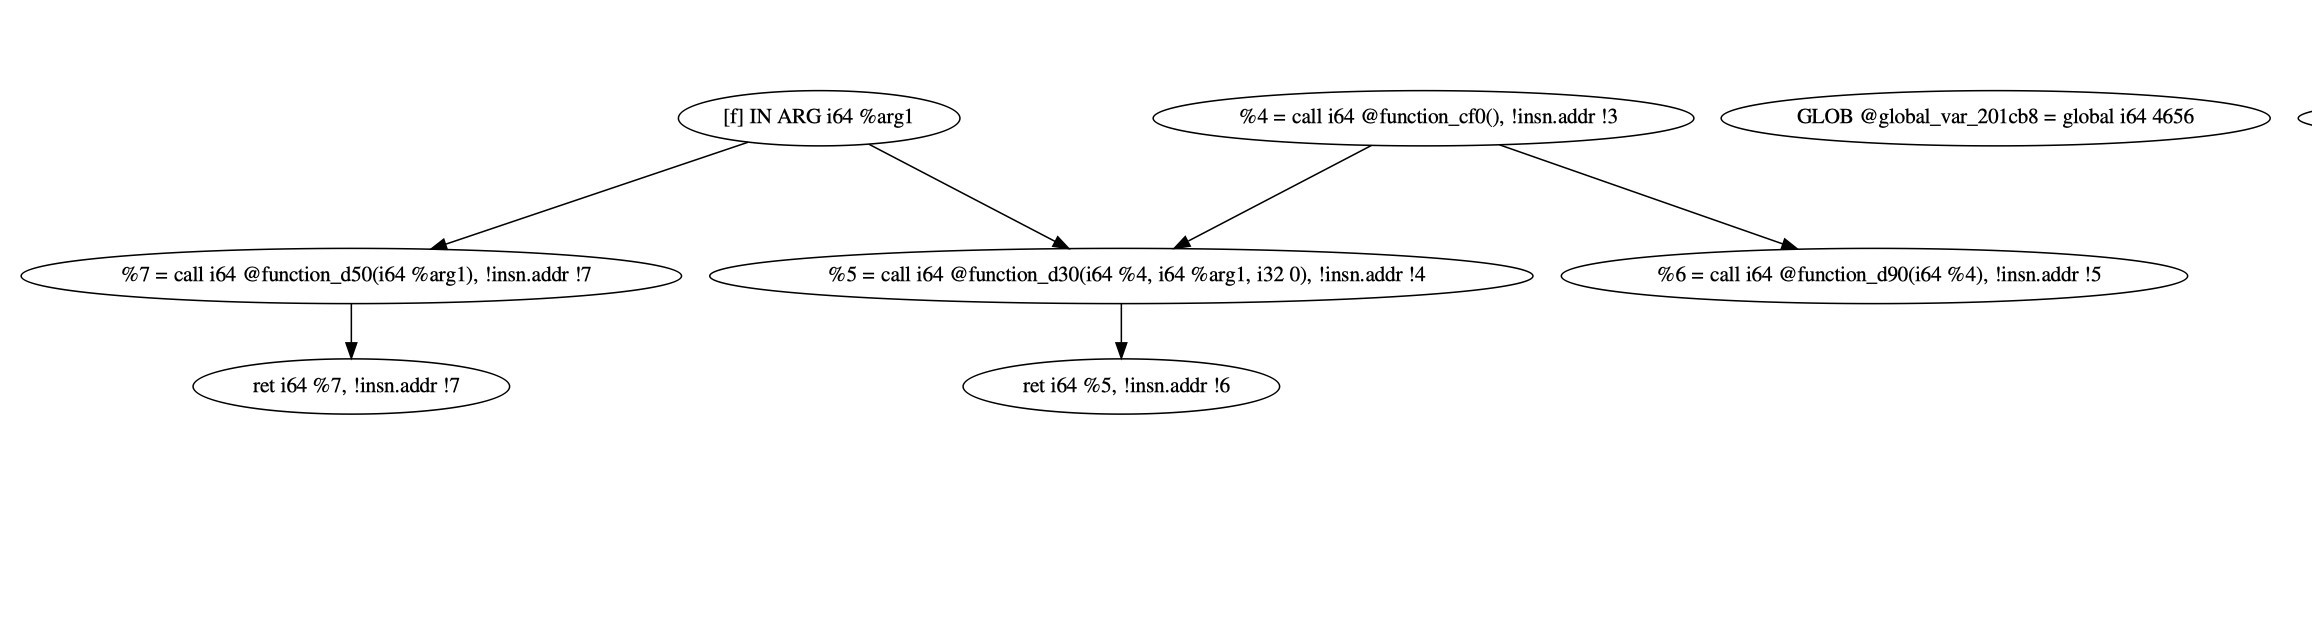 [f] IN ARG i64 %arg1
%4 = call i64 @function_cf0(), !insn.addr !3
GLOB @global_var_201cb8 = global i64 4656
%7 = call i64 @function_d50(i64 %arg1), !insn.addr !7
%5 = call i64 @function_d30(i64 %4, i64 %arg1, i32 0), !insn.addr !4
%6 = call i64 @function_d90(i64 %4), !insn.addr !5
ret i64 %7, !insn.addr !7
ret i64 %5, !insn.addr !6